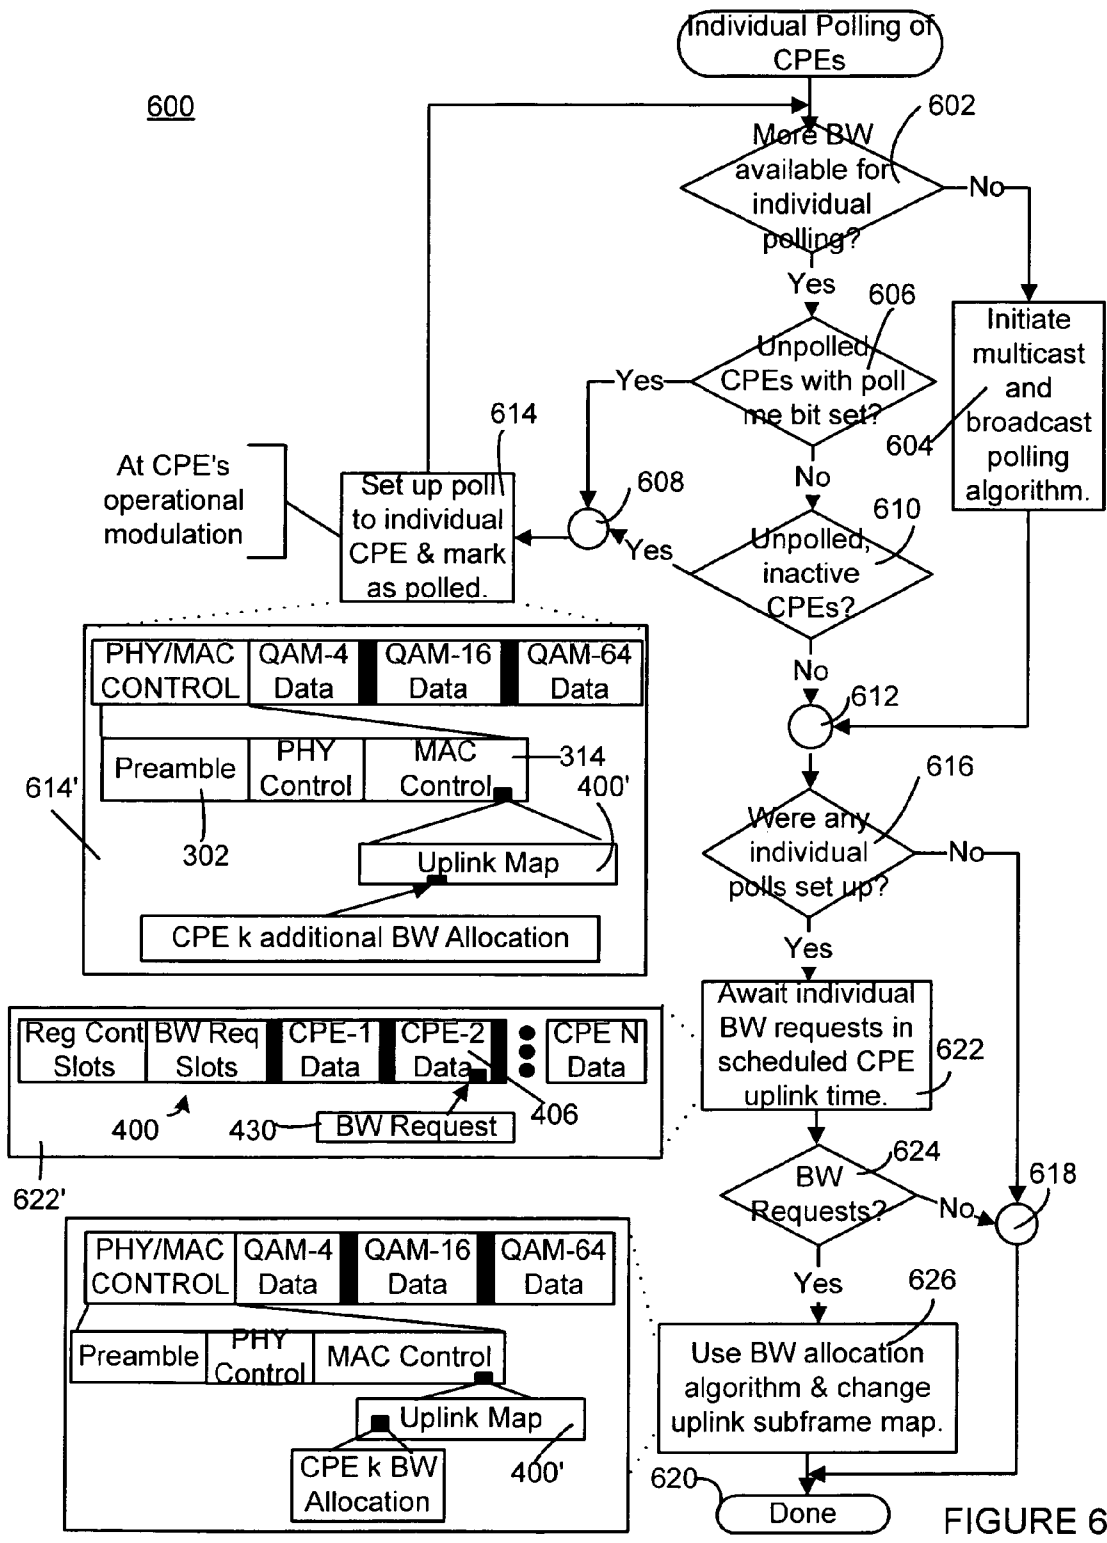 Individual Polling of
CPEs
600
602
More BW
available for
individual
polling?
No
Yes
606
Unpolled
CPEs with poll
me bit set?
Yes
Initiate
multicast
and
broadcast
polling
algorithm.
604
614
No
608
610
At CPE's
operational
modulation
Set up poll
to individual
CPE & mark
as polled.
Yes
Unpolled,
inactive
CPEs?
No
612
PHY/MAC
CONTROL
QAM-4
Data
QAM-16
Data
QAM-64
Data
Preamble
PHY
Control
MAC
Control
314
400'
614'
302
Uplink Map
CPE k additional BW Allocation
616
Were any
individual
polls set up?
No
Yes
Await individual
BW requests in
scheduled CPE
uplink time.
622
Reg Cont
Slots
BW Req
Slots
CPE-1
Data
CPE-2
Data
CPE N
Data
400
430
BW Request
406
622'
624
BW
Requests?
No
618
Yes
626
PHY/MAC
CONTROL
QAM-4
Data
QAM-16
Data
QAM-64
Data
Preamble
PHY
Control
MAC Control
Uplink Map
400'
CPE k BW
Allocation
Use BW allocation
algorithm & change
uplink subframe map.
620
Done
FIGURE 6